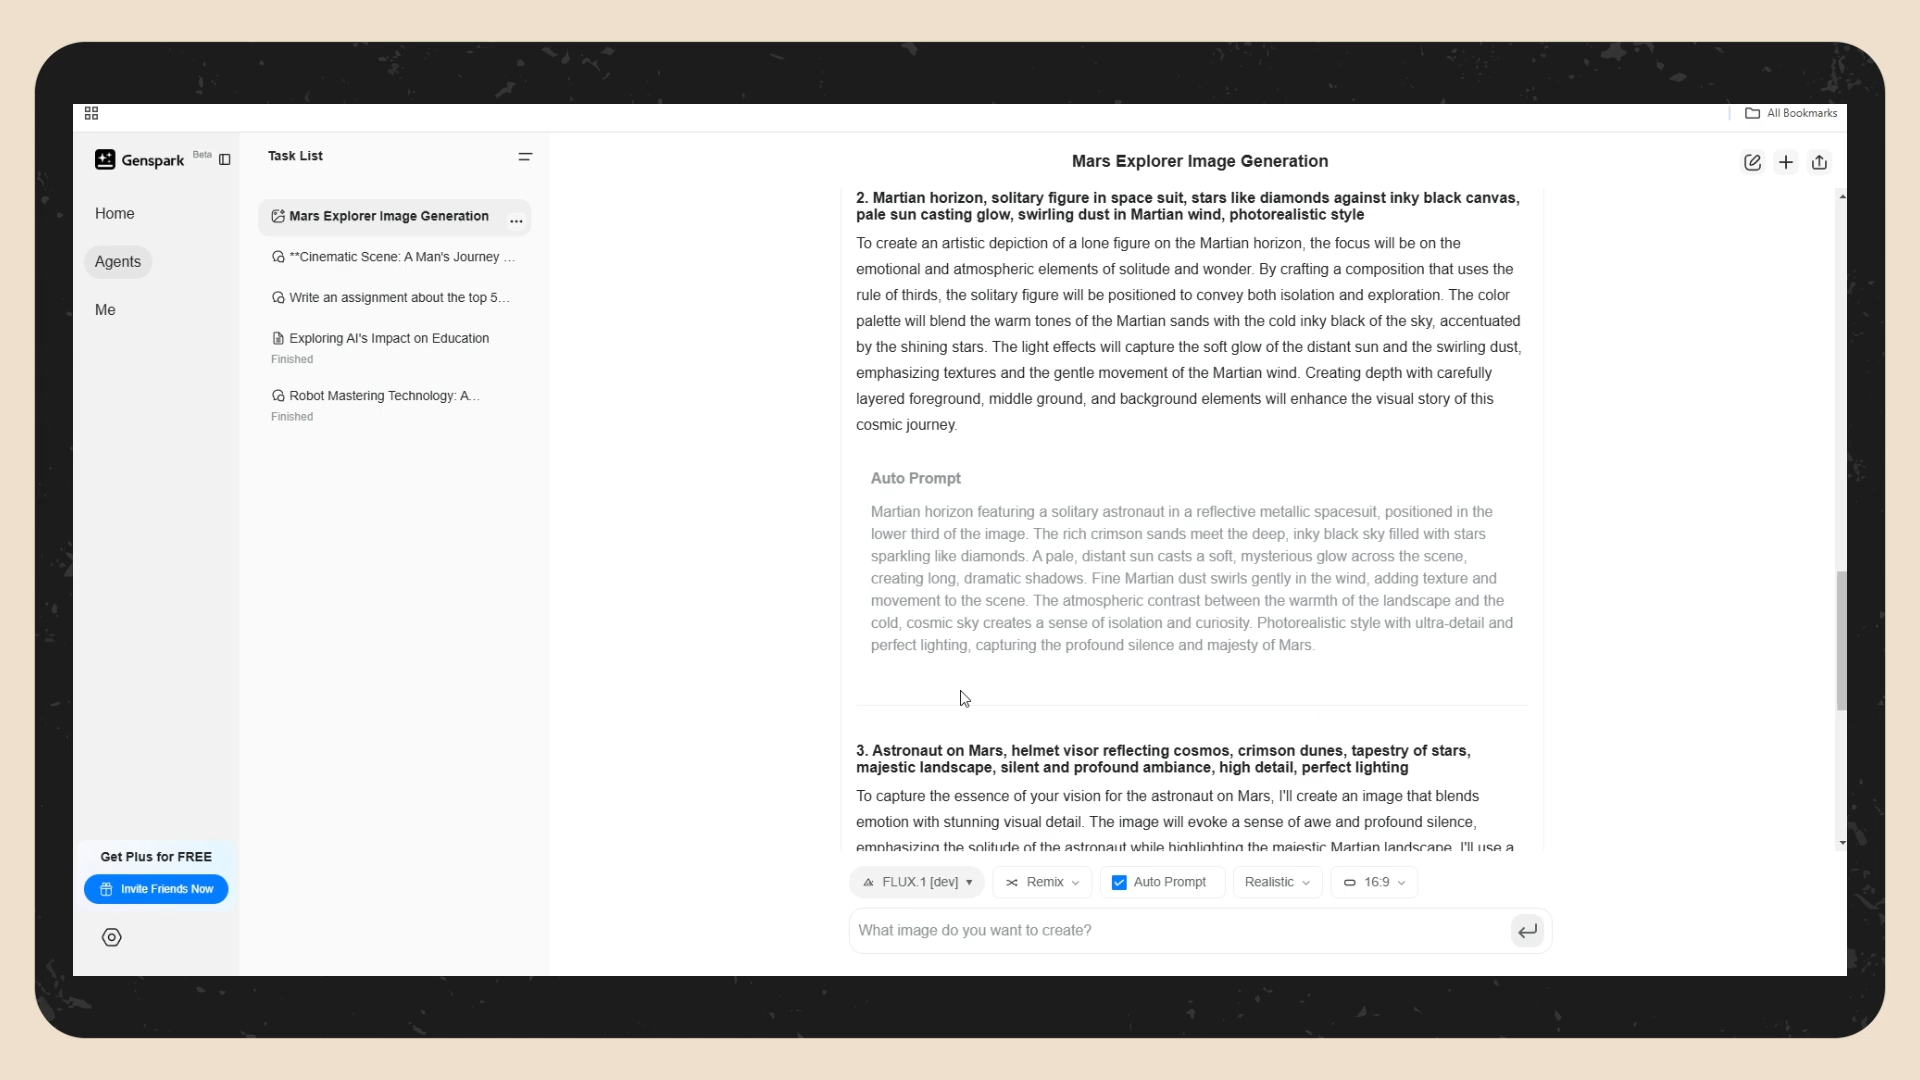 All Bookmarks
Genspark Beta
Home
Agents
Me
Get Plus for FREE
Invite Friends Now
Task List
Mars Explorer Image Generation
**Cinematic Scene: A Man's Journey ...
Write an assignment about the top 5...
Exploring AI's Impact on Education
Finished
Robot Mastering Technology: A...
Finished
Mars Explorer Image Generation
2. Martian horizon, solitary figure in space suit, stars like diamonds against inky black canvas,
pale sun casting glow, swirling dust in Martian wind, photorealistic style
To create an artistic depiction of a lone figure on the Martian horizon, the focus will be on the
emotional and atmospheric elements of solitude and wonder. By crafting a composition that uses the
rule of thirds, the solitary figure will be positioned to convey both isolation and exploration. The color
palette will blend the warm tones of the Martian sands with the cold inky black of the sky, accentuated
by the shining stars. The light effects will capture the soft glow of the distant sun and the swirling dust,
emphasizing textures and the gentle movement of the Martian wind. Creating depth with carefully
layered foreground, middle ground, and background elements will enhance the visual story of this
cosmic journey.
Auto Prompt
Martian horizon featuring a solitary astronaut in a reflective metallic spacesuit, positioned in the
lower third of the image. The rich crimson sands meet the deep, inky black sky filled with stars
sparkling like diamonds. A pale, distant sun casts a soft, mysterious glow across the scene,
creating long, dramatic shadows. Fine Martian dust swirls gently in the wind, adding texture and
movement to the scene. The atmospheric contrast between the warmth of the landscape and the
cold, cosmic sky creates a sense of isolation and curiosity. Photorealistic style with ultra-detail and
perfect lighting, capturing the profound silence and majesty of Mars.
3. Astronaut on Mars, helmet visor reflecting cosmos, crimson dunes, tapestry of stars,
majestic landscape, silent and profound ambiance, high detail, perfect lighting
To capture the essence of your vision for the astronaut on Mars, I'll create an image that blends
emotion with stunning visual detail. The image will evoke a sense of awe and profound silence,
emphasizing the solitude of the astronaut while highlighting the majestic Martian landscape. I'll use a
FLUX.1 [dev]
Remix
Auto Prompt
Realistic
16:9
What image do you want to create?